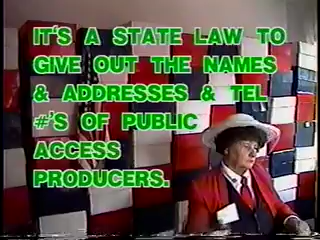 IT'S A STATE LAW TO
GIVE OUT THE NAMES
& ADDRESSES & TEL
#'S OF PUBLIC
ACCESS
PRODUCERS.